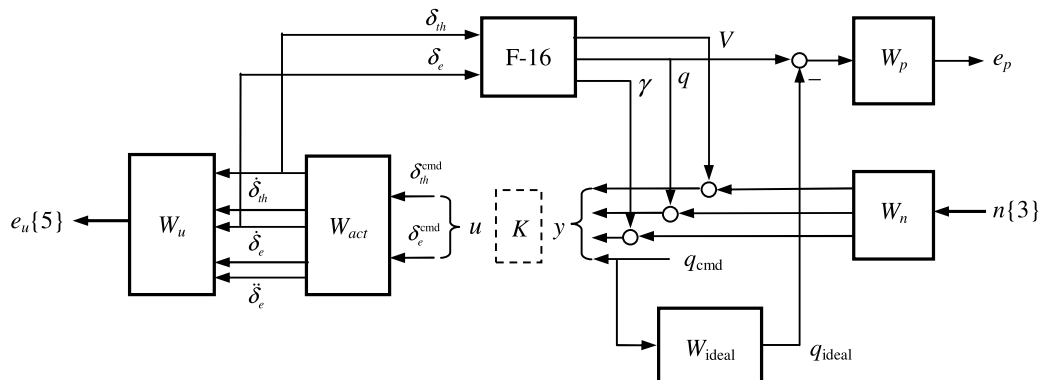 δ_th
δ_e
F-16
V
q
γ
W_p
e_p
−
δ̇_th
δ_th^cmd
δ_e^cmd
e_u{5}
W_u
δ̇_e
W_act
u
K
y
W_n
n{3}
q_cmd
δ̈_e
W_ideal
q_ideal